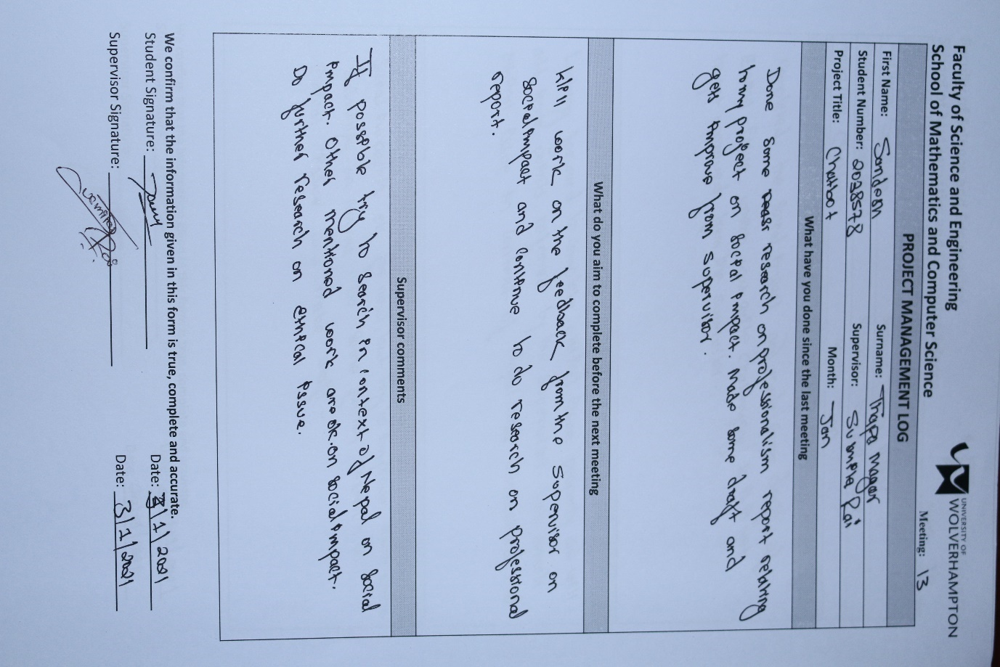 Faculty of Science and Engineering
School of Mathematics and Computer Science
UNIVERSITY OF
WOLVERHAMPTON
Meeting: 13
PROJECT MANAGEMENT LOG
First Name: Sandesh Surname: Thapa Magar
Student Number: 2038578 Supervisor: Rai
Project Title: Chatbot Month: Jan
What have you done since the last meeting
Done some research on professionalism report relating
to my project on social impact. Made some draft and
gets improve from supervisor.
What do you aim to complete before the next meeting
Will work on the feedback from the supervisor on
social impact and continue to do research on professional
report.
Supervisor comments
If possible try to search in context of Nepal on social
impact. Other mentioned work are ok on social impact.
Do further research on ethical issue.
We confirm that the information given in this form is true, complete and accurate.
Student Signature: Date: 3/1/2021
Supervisor Signature: Date: 3/1/2021